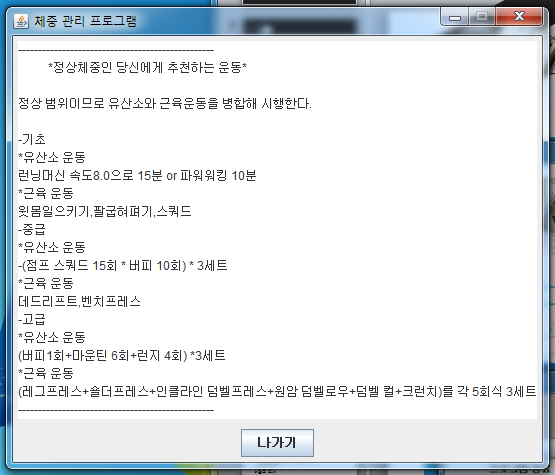 체중 관리 프로그램
----------------------------------------------------
*정상체중인 당신에게 추천하는 운동*
정상 범위이므로 유산소와 근육운동을 병합해 시행한다.
-기초
*유산소 운동
런닝머신 속도8.0으로 15분 or 파워워킹 10분
*근육 운동
윗몸일으키기,팔굽혀펴기,스쿼드
-중급
*유산소 운동
-(점프 스쿼드 15회 * 버피 10회) * 3세트
*근육 운동
데드리프트,벤치프레스
-고급
*유산소 운동
(버피1회+마운틴 6회+런지 4회) *3세트
*근육 운동
(레그프레스+숄더프레스+인클라인 덤벨프레스+원암 덤벨로우+덤벨 컬+크런치)를 각 5회식 3세트
----------------------------------------------------
나가기